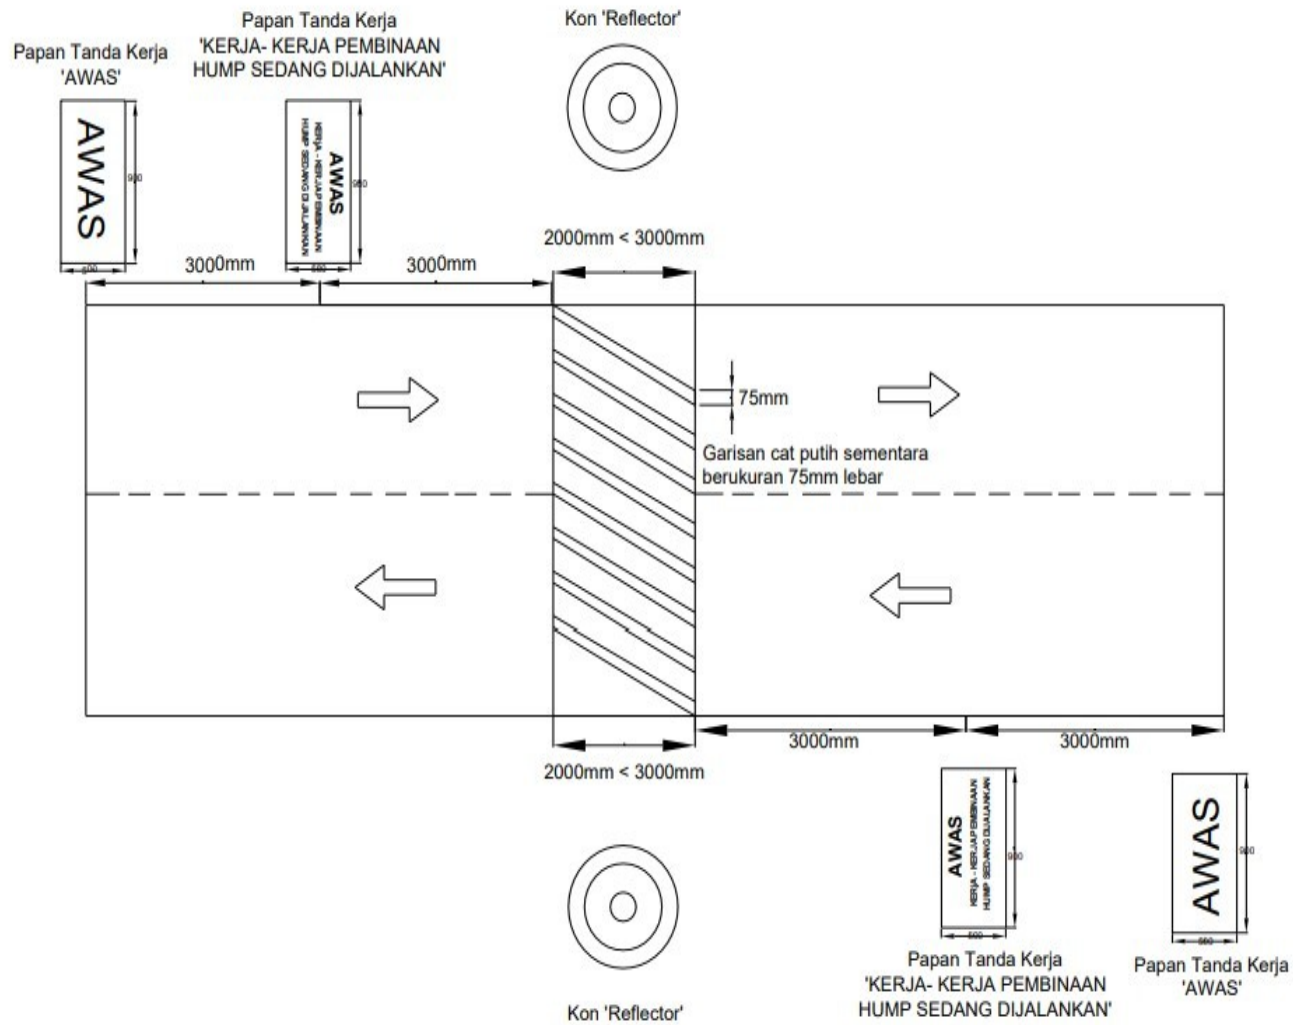 Papan Tanda Kerja
'AWAS'
Papan Tanda Kerja
'KERJA- KERJA PEMBINAAN
HUMP SEDANG DIJALANKAN'
Kon 'Reflector'
AWAS
900
AWAS
KERJA - KERJA PEMBINAAN
HUMP SEDANG DIJALANKAN
3000mm
3000mm
2000mm < 3000mm
75mm
Garisan cat putih sementara
berukuran 75mm lebar
2000mm < 3000mm
3000mm
3000mm
AWAS
KERJA - KERJA PEMBINAAN
HUMP SEDANG DIJALANKAN
900
AWAS
900
Kon 'Reflector'
Papan Tanda Kerja
'KERJA- KERJA PEMBINAAN
HUMP SEDANG DIJALANKAN'
Papan Tanda Kerja
'AWAS'